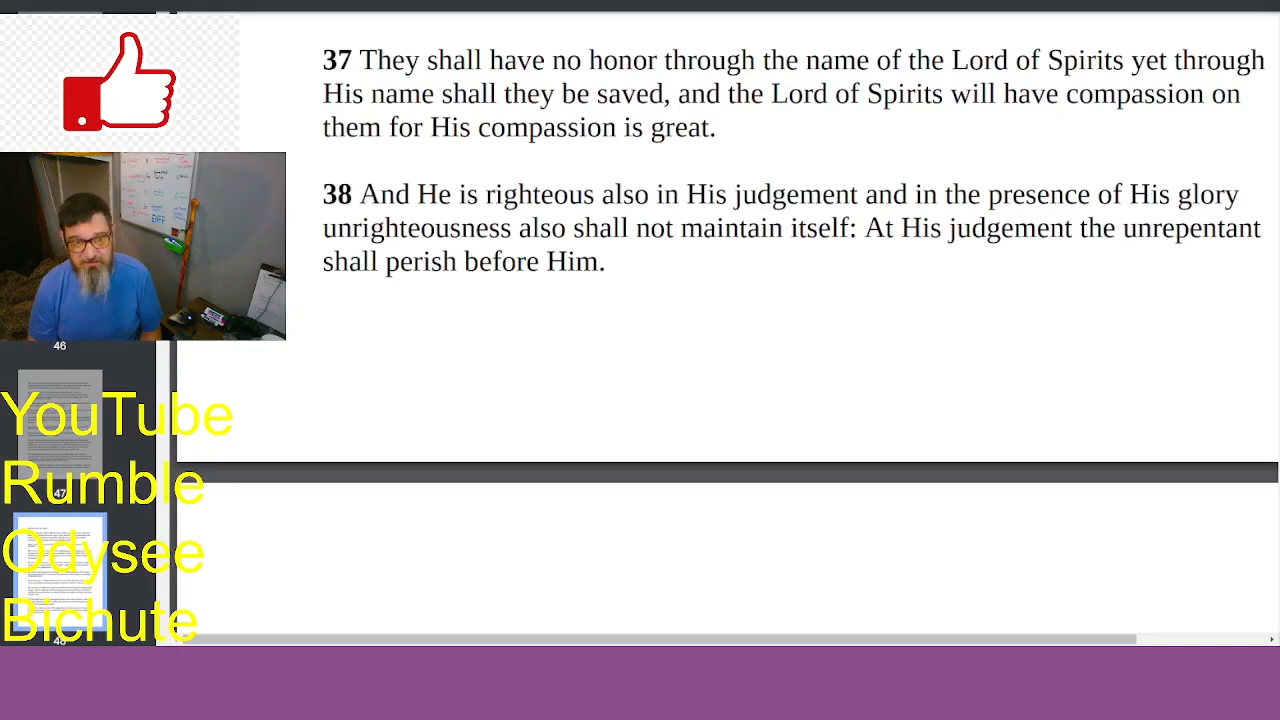 37 They shall have no honor through the name of the Lord of Spirits yet through
His name shall they be saved, and the Lord of Spirits will have compassion on
them for His compassion is great.
38 And He is righteous also in His judgement and in the presence of His glory
unrighteousness also shall not maintain itself: At His judgement the unrepentant
shall perish before Him.
46
YouTube
47
Rumble
Odysee
Bichute